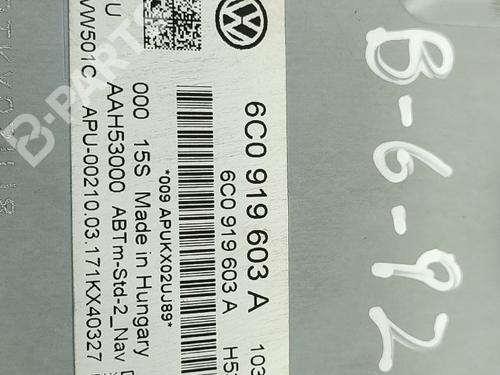 B-6-92
6C0 919 603 A
6C0 919 603 A
*009 APUKX02UJ89*
000 15S Made in Hungary
AAH53000 ABTm-Std-2_Nav
APU-00210.03.171KX40327
VW501C
B-PARTS